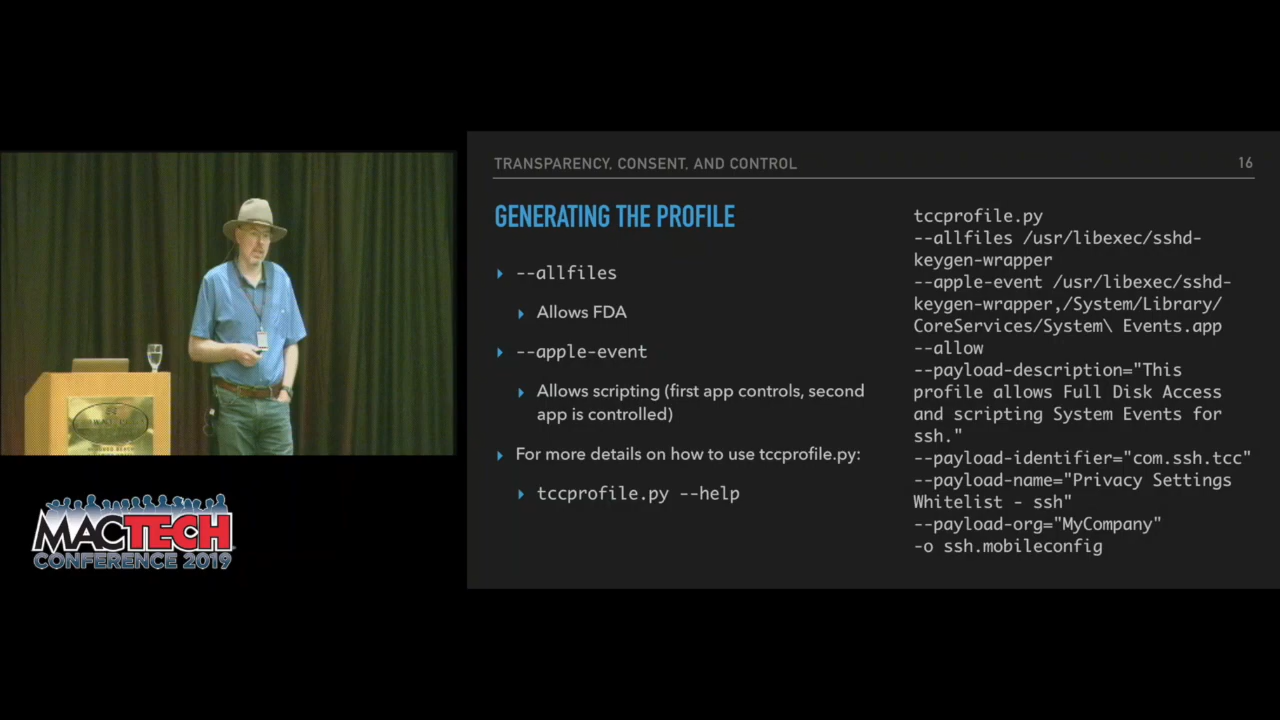 TRANSPARENCY, CONSENT, AND CONTROL
16
GENERATING THE PROFILE
--allfiles
Allows FDA
--apple-event
Allows scripting (first app controls, second
app is controlled)
For more details on how to use tccprofile.py:
tccprofile.py --help
tccprofile.py
--allfiles /usr/libexec/sshd-
keygen-wrapper
--apple-event /usr/libexec/sshd-
keygen-wrapper,/System/Library/
CoreServices/System\ Events.app
--allow
--payload-description="This
profile allows Full Disk Access
and scripting System Events for
ssh."
--payload-identifier="com.ssh.tcc"
--payload-name="Privacy Settings
Whitelist - ssh"
--payload-org="MyCompany"
-o ssh.mobileconfig
MACTECH
CONFERENCE 2019